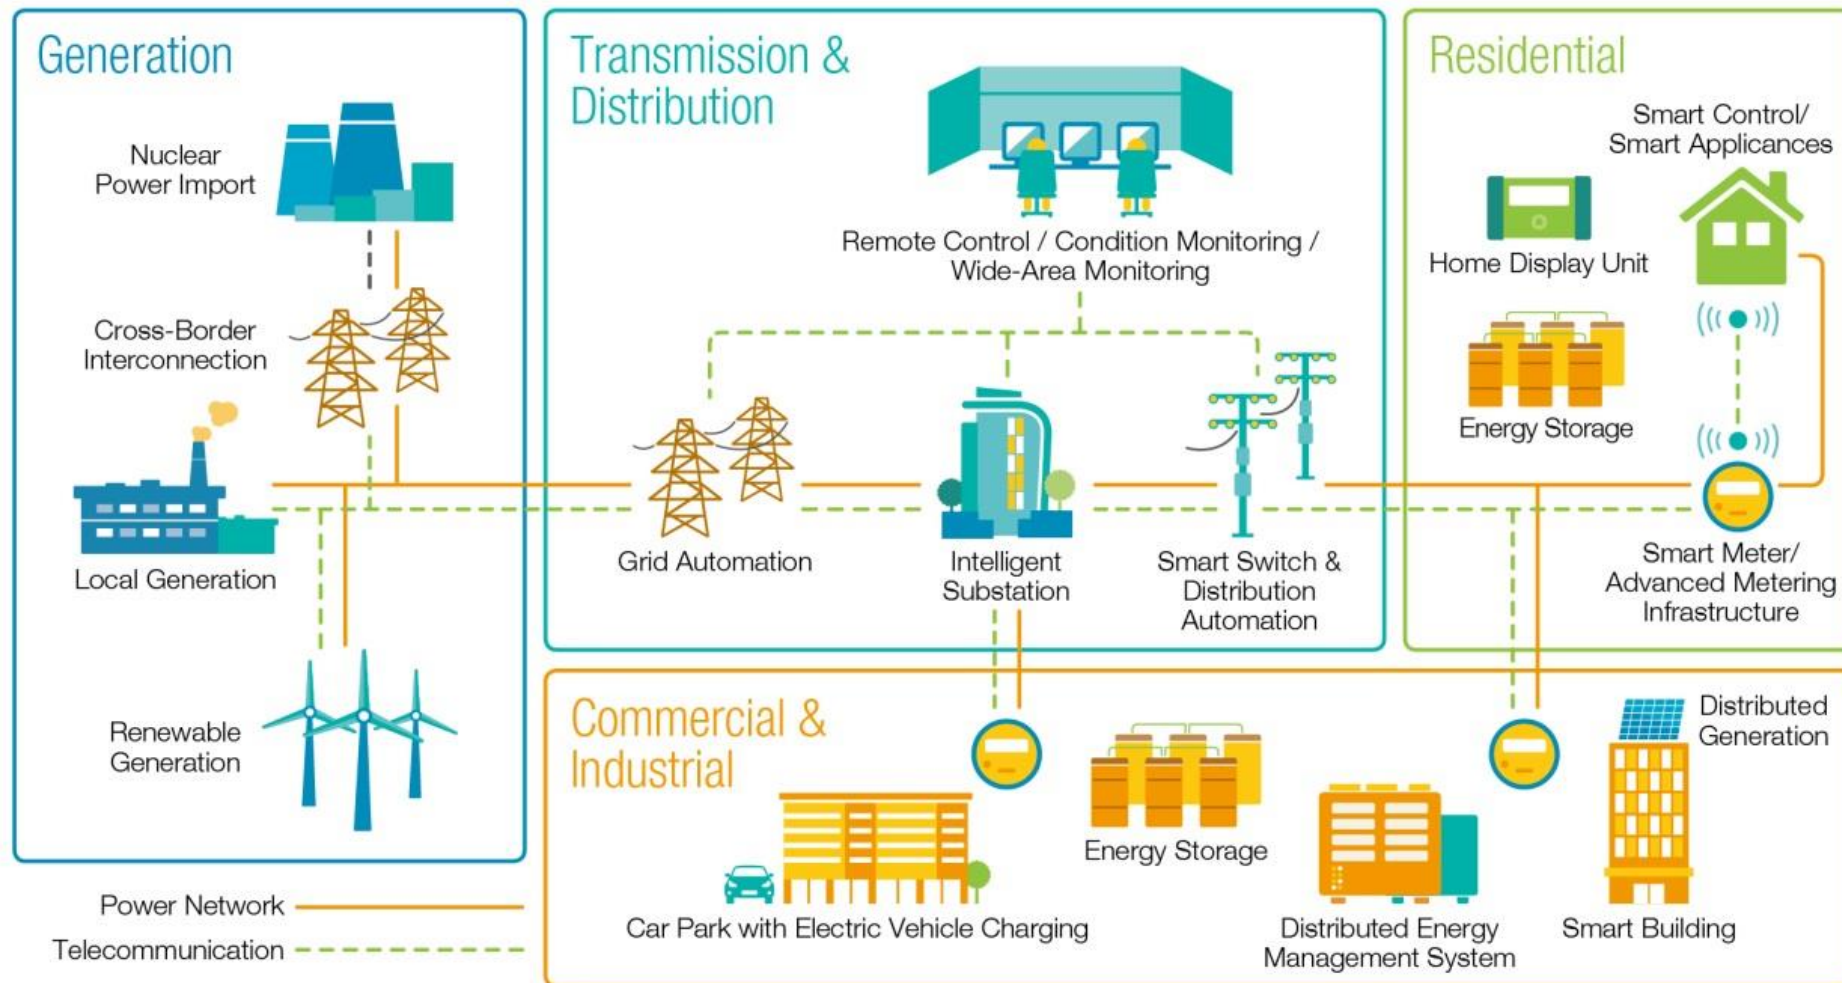 Generation
Nuclear
Power Import
Cross-Border
Interconnection
Local Generation
Renewable
Generation
Power Network
Telecommunication
Transmission &
Distribution
Remote Control / Condition Monitoring /
Wide-Area Monitoring
Grid Automation
Intelligent
Substation
Smart Switch &
Distribution
Automation
Residential
Smart Control/
Smart Applicances
Home Display Unit
Energy Storage
Smart Meter/
Advanced Metering
Infrastructure
Commercial &
Industrial
Car Park with Electric Vehicle Charging
Energy Storage
Distributed Energy
Management System
Distributed
Generation
Smart Building